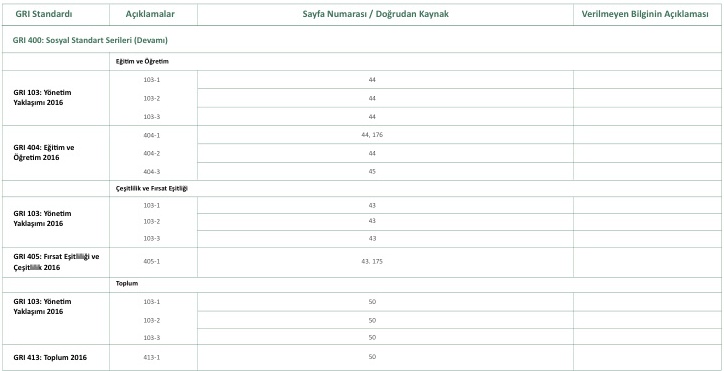 GRI Standardı Açıklamalar Sayfa Numarası / Doğrudan Kaynak Verilmeyen Bilginin Açıklaması
GRI 400: Sosyal Standart Serileri (Devamı)
Eğitim ve Öğretim
GRI 103: Yönetim
Yaklaşımı 2016
103-1 44
103-2 44
103-3 44
GRI 404: Eğitim ve
Öğretim 2016
404-1 44, 176
404-2 44
404-3 45
Çeşitlilik ve Fırsat Eşitliği
GRI 103: Yönetim
Yaklaşımı 2016
103-1 43
103-2 43
103-3 43
GRI 405: Fırsat Eşitliliği ve
Çeşitlilik 2016
405-1 43. 175
Toplum
GRI 103: Yönetim
Yaklaşımı 2016
103-1 50
103-2 50
103-3 50
GRI 413: Toplum 2016 413-1 50